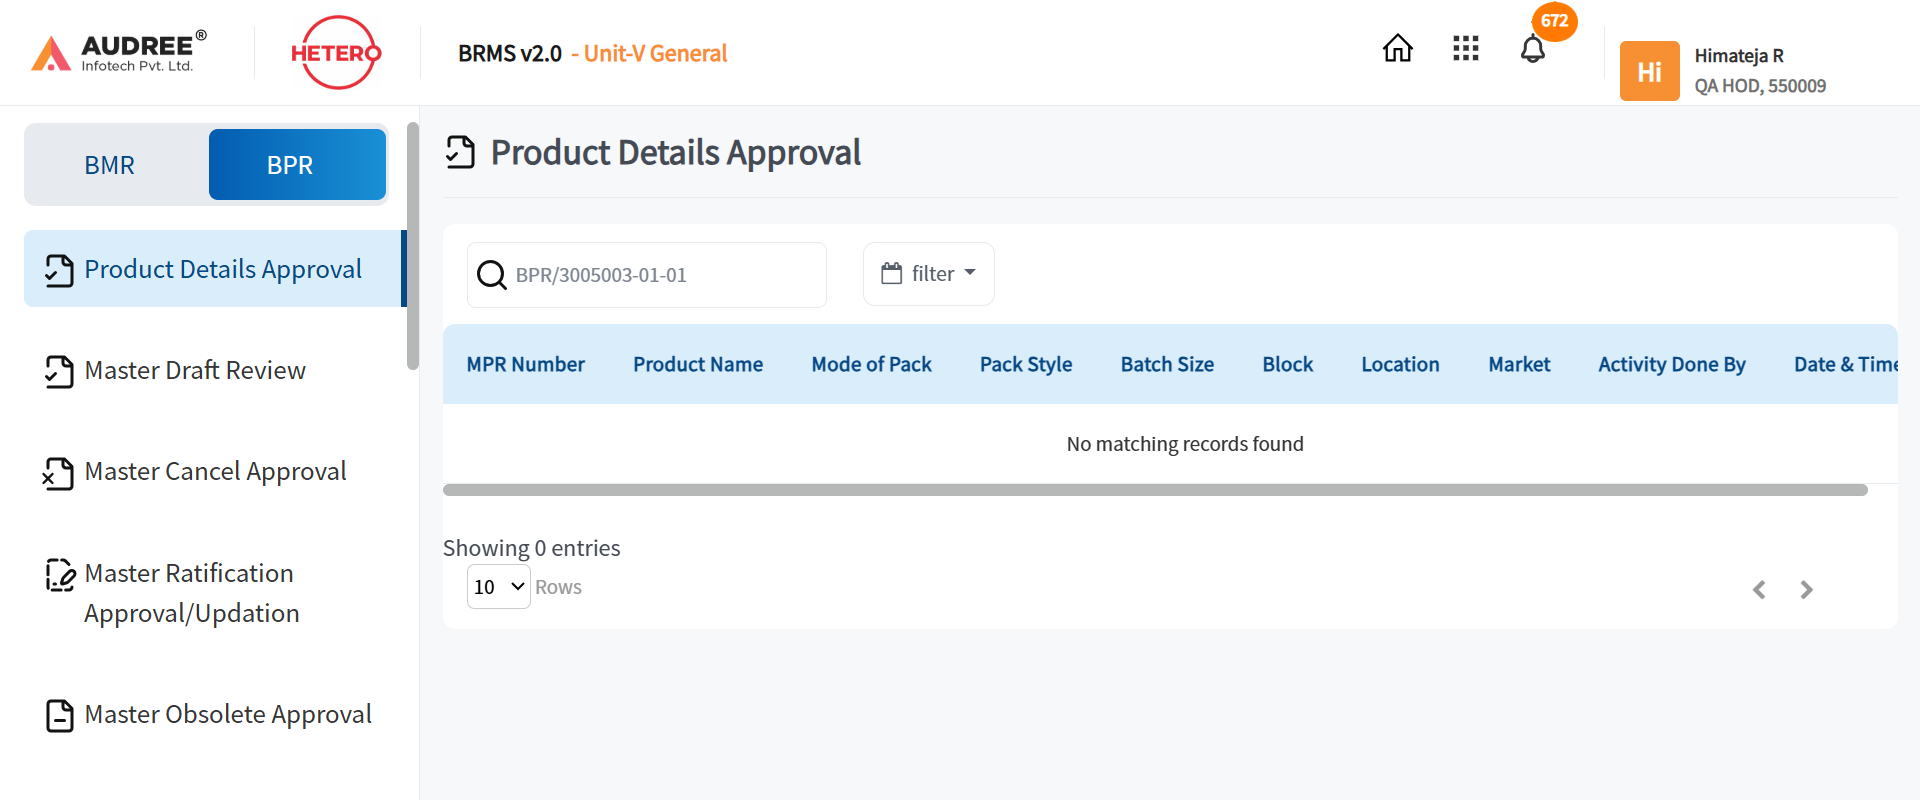 AUDREE®
Infotech Pvt. Ltd.
HETERO
BRMS v2.0 - Unit-V General
672
Hi
Himateja R
QA HOD, 550009
BMR
BPR
Product Details Approval
Master Draft Review
Master Cancel Approval
Master Ratification
Approval/Updation
Master Obsolete Approval
Product Details Approval
BPR/3005003-01-01
filter
MPR Number Product Name Mode of Pack Pack Style Batch Size Block Location Market Activity Done By Date & Time
No matching records found
Showing 0 entries
10 Rows